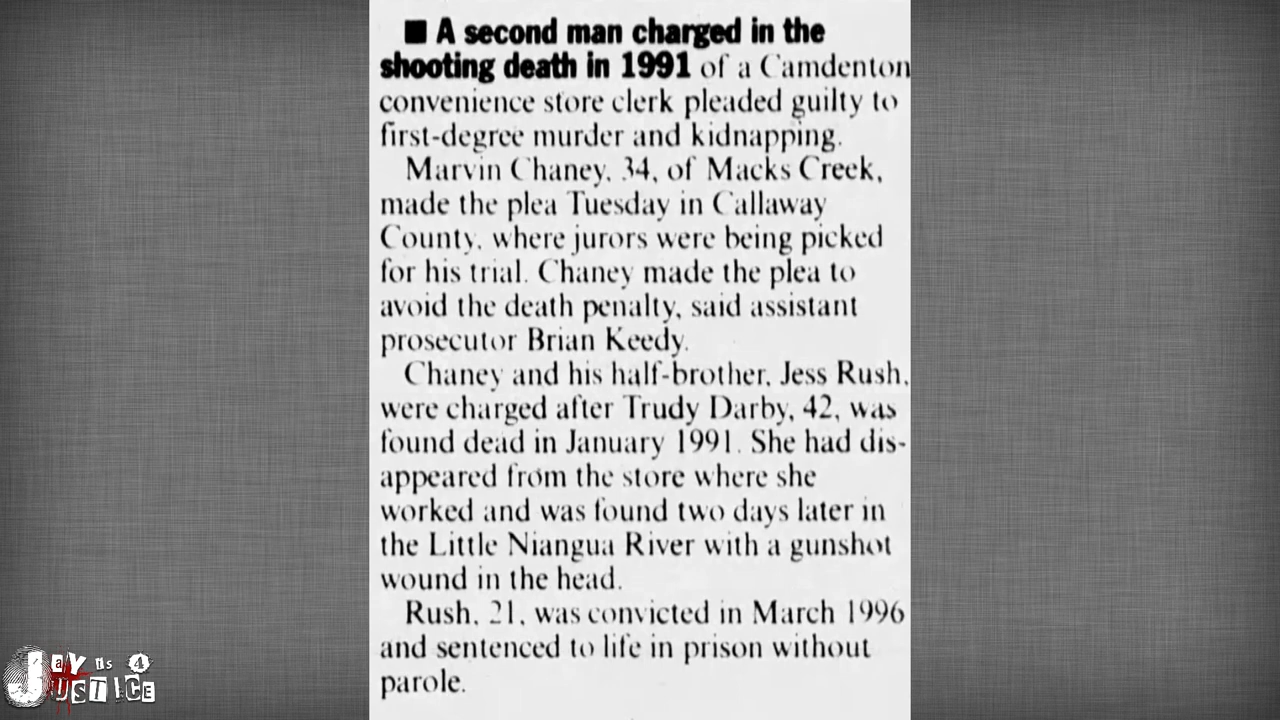 ■ A second man charged in the
shooting death in 1991 of a Camdenton
convenience store clerk pleaded guilty to
first-degree murder and kidnapping.
Marvin Chaney, 34, of Macks Creek,
made the plea Tuesday in Callaway
County, where jurors were being picked
for his trial. Chaney made the plea to
avoid the death penalty, said assistant
prosecutor Brian Keedy.
Chaney and his half-brother, Jess Rush,
were charged after Trudy Darby, 42, was
found dead in January 1991. She had dis-
appeared from the store where she
worked and was found two days later in
the Little Niangua River with a gunshot
wound in the head.
Rush, 21, was convicted in March 1996
and sentenced to life in prison without
parole.
JAY IS 4
JUSTICE